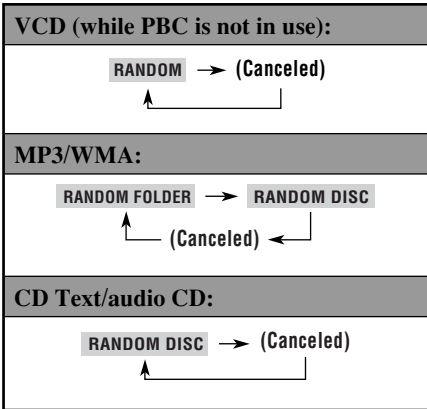 VCD (while PBC is not in use):
RANDOM → (Canceled)
MP3/WMA:
RANDOM FOLDER → RANDOM DISC
(Canceled)
CD Text/audio CD:
RANDOM DISC → (Canceled)